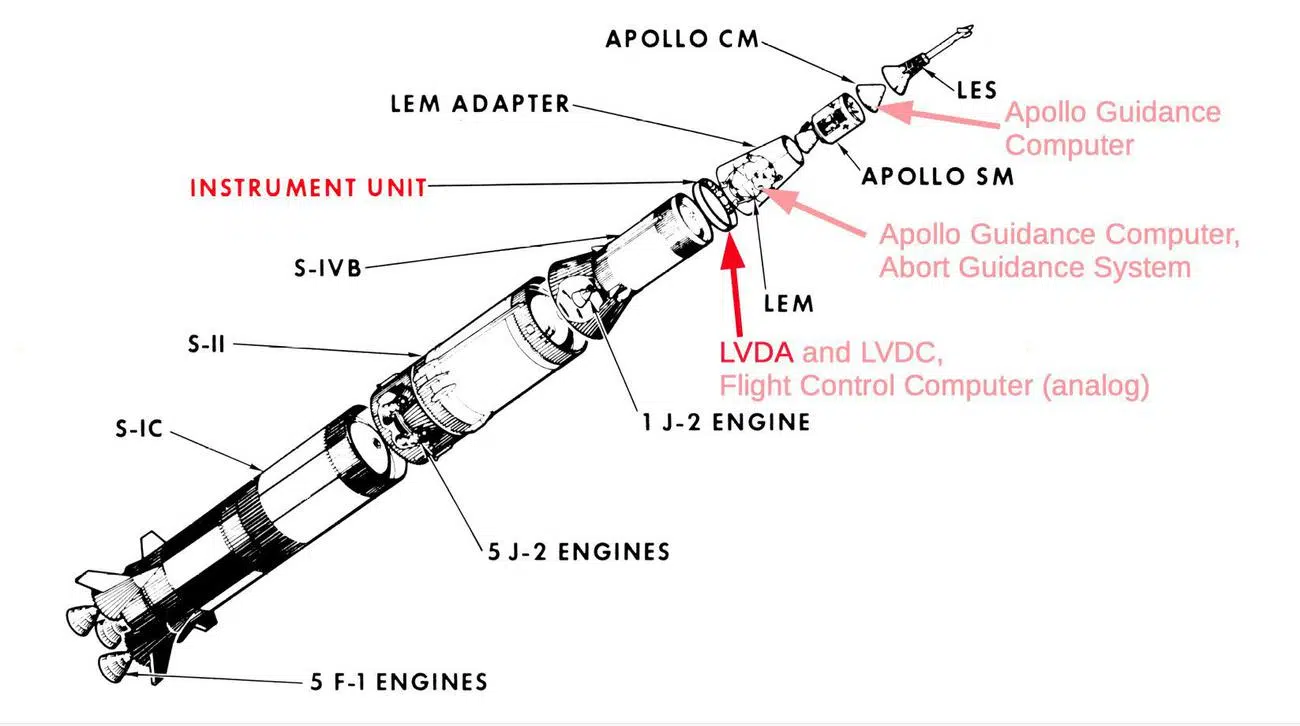 APOLLO CM
LES
LEM ADAPTER
Apollo Guidance
Computer
APOLLO SM
INSTRUMENT UNIT
Apollo Guidance Computer,
Abort Guidance System
S-IVB
LEM
S-II
LVDA and LVDC,
Flight Control Computer (analog)
1 J-2 ENGINE
S-IC
5 J-2 ENGINES
5 F-1 ENGINES